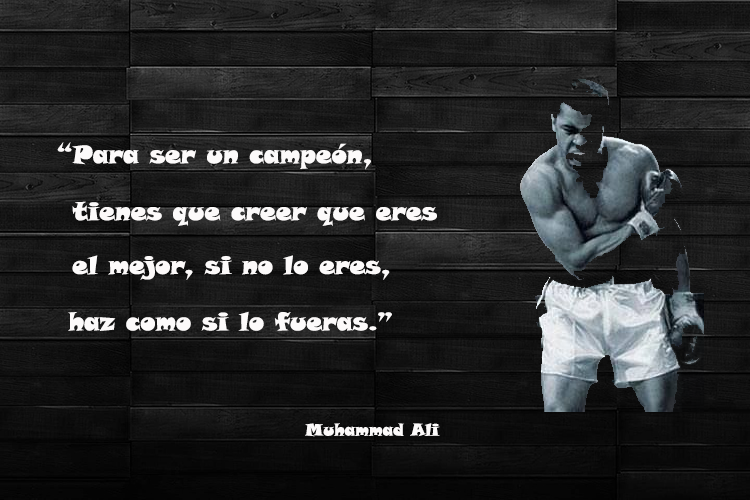 “Para ser un campeón,
tienes que creer que eres
el mejor, si no lo eres,
haz como si lo fueras.”
Muhammad Ali